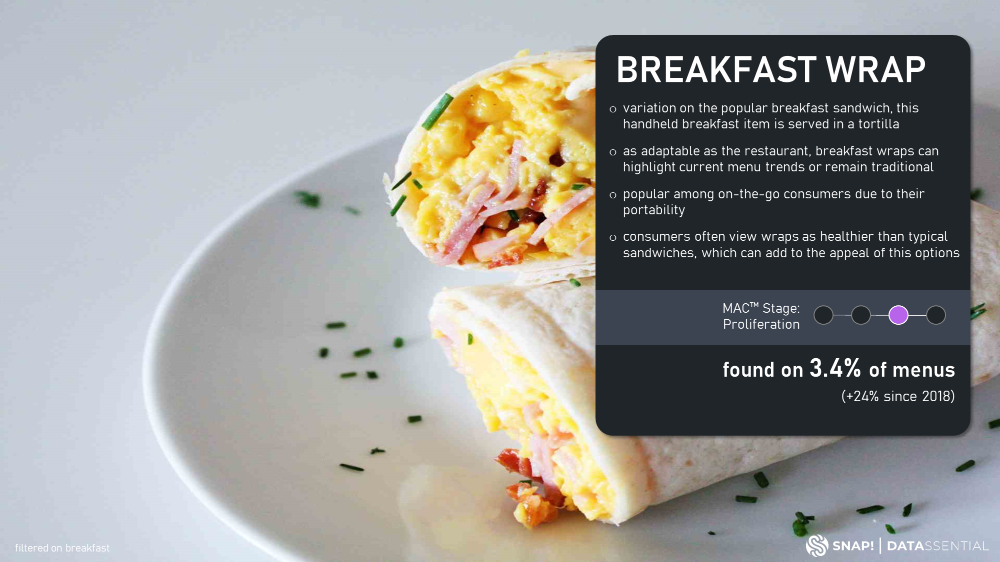 BREAKFAST WRAP
o variation on the popular breakfast sandwich, this
handheld breakfast item is served in a tortilla
o as adaptable as the restaurant, breakfast wraps can
highlight current menu trends or remain traditional
o popular among on-the-go consumers due to their
portability
o consumers often view wraps as healthier than typical
sandwiches, which can add to the appeal of this options
MAC™ Stage:
Proliferation
found on 3.4% of menus
(+24% since 2018)
filtered on breakfast
SNAP! | DATASSENTIAL